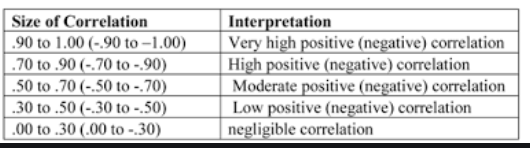 Size of Correlation Interpretation
.90 to 1.00 (-.90 to –1.00) Very high positive (negative) correlation
.70 to .90 (-.70 to -.90) High positive (negative) correlation
.50 to .70 (-.50 to -.70) Moderate positive (negative) correlation
.30 to .50 (-.30 to -.50) Low positive (negative) correlation
.00 to .30 (.00 to -.30) negligible correlation